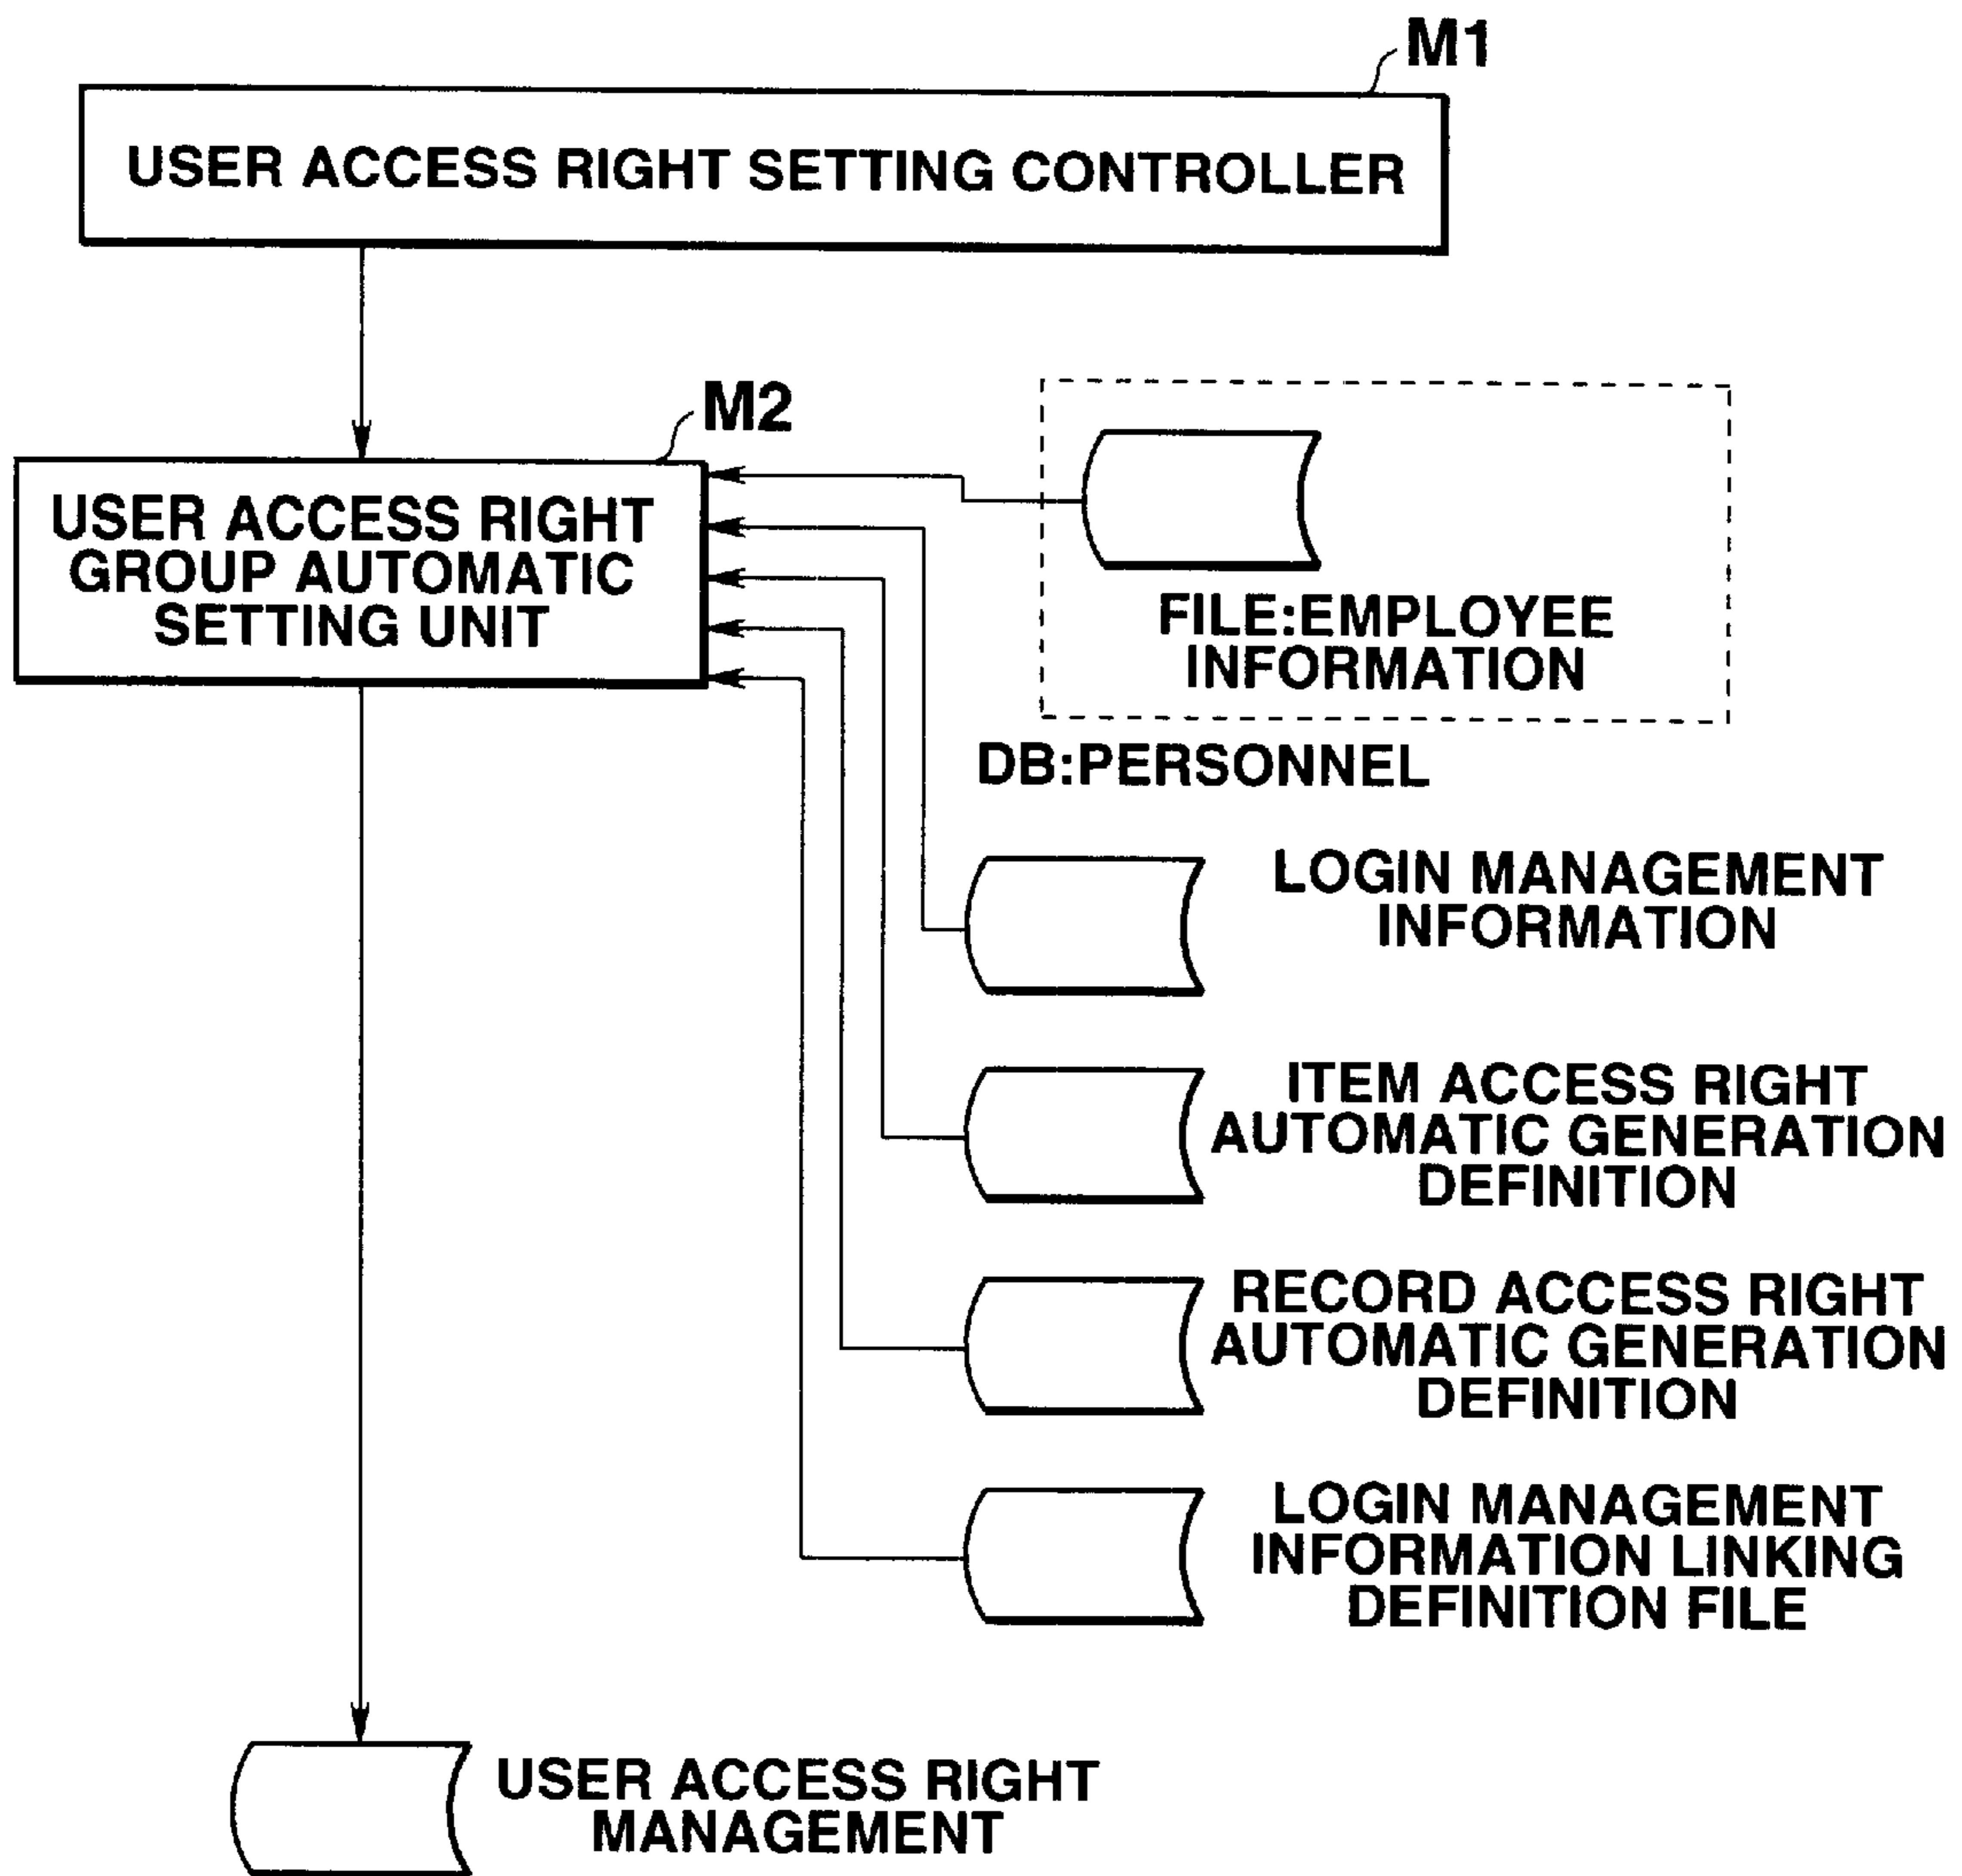 M1
USER ACCESS RIGHT SETTING CONTROLLER
M2
USER ACCESS RIGHT
GROUP AUTOMATIC
SETTING UNIT
FILE:EMPLOYEE
INFORMATION
DB:PERSONNEL
LOGIN MANAGEMENT
INFORMATION
ITEM ACCESS RIGHT
AUTOMATIC GENERATION
DEFINITION
RECORD ACCESS RIGHT
AUTOMATIC GENERATION
DEFINITION
LOGIN MANAGEMENT
INFORMATION LINKING
DEFINITION FILE
USER ACCESS RIGHT
MANAGEMENT